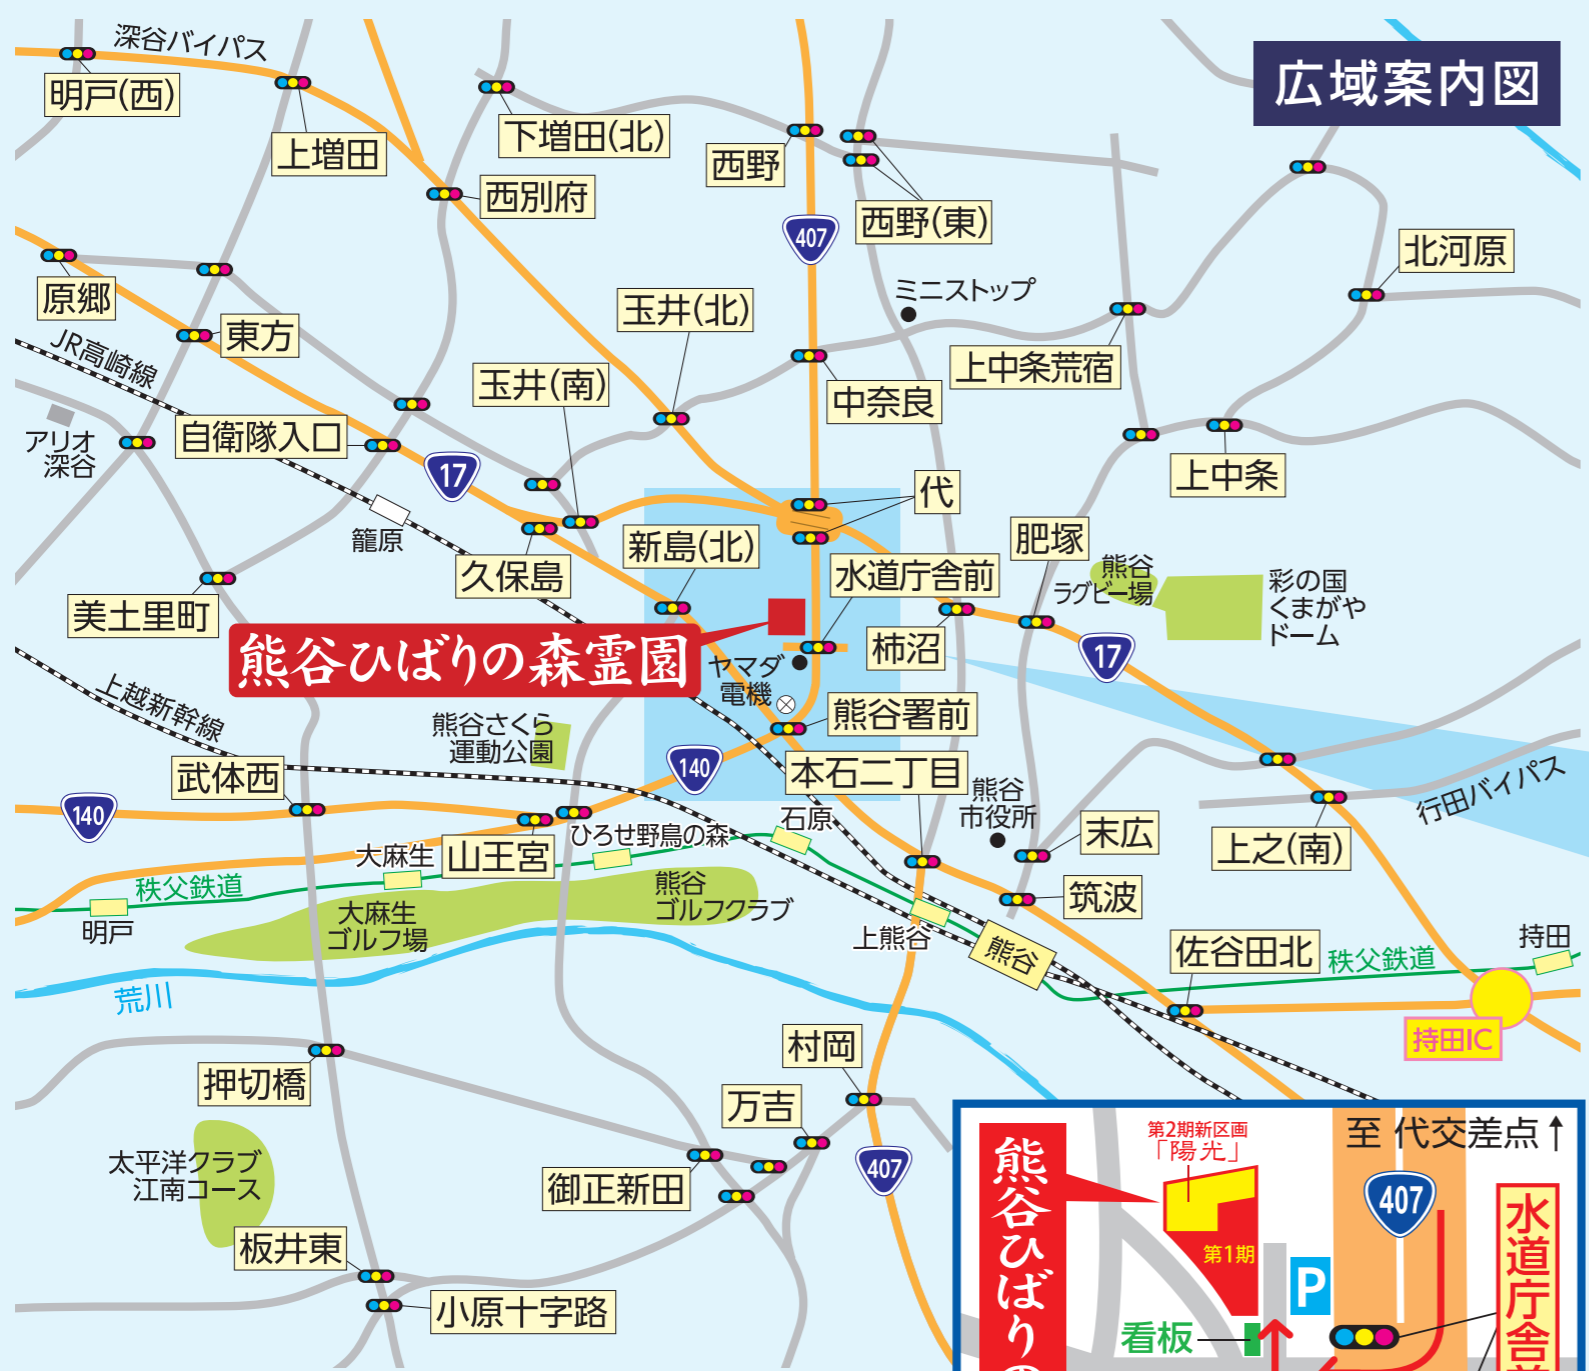 広域案内図
深谷バイパス
明戸(西)
上増田
下増田(北)
西野
西別府
西野(東)
407
北河原
原郷
ミニストップ
玉井(北)
東方
JR高崎線
上中条荒宿
玉井(南)
中奈良
アリオ
深谷
自衛隊入口
17
上中条
代
籠原
久保島
新島(北)
肥塚
水道庁舎前
熊谷
ラグビー場
彩の国
くまがや
ドーム
美土里町
柿沼
17
熊谷ひばりの森霊園
ヤマダ
電機
上越新幹線
熊谷さくら
運動公園
熊谷署前
武体西
140
140
本石二丁目
熊谷
市役所
行田バイパス
石原
ひろせ野鳥の森
末広
上之(南)
大麻生
山王宮
秩父鉄道
熊谷
ゴルフクラブ
筑波
大麻生
ゴルフ場
明戸
上熊谷
熊谷
佐谷田北
秩父鉄道
持田
荒川
持田IC
村岡
押切橋
万吉
太平洋クラブ
江南コース
御正新田
407
板井東
小原十字路
第2期新区画
「陽光」
至 代交差点↑
407
熊谷ひばりの
第1期
P
水道庁舎前
看板